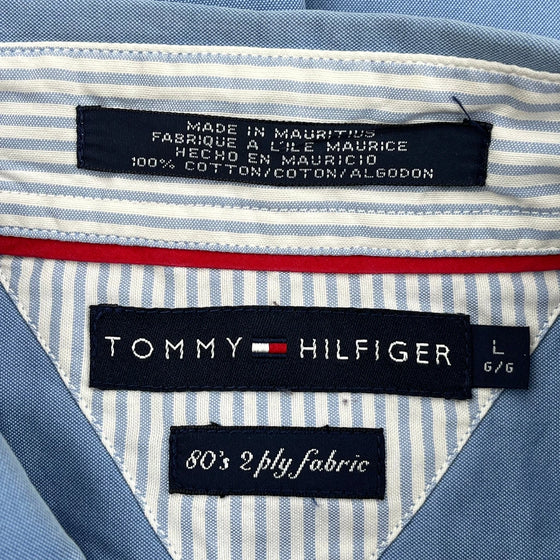 MADE IN MAURITIUS
FABRIQUE A L'ILE MAURICE
HECHO EN MAURICIO
100% COTTON/COTON/ALGODON
TOMMY HILFIGER
L
G/G
80's 2 ply fabric